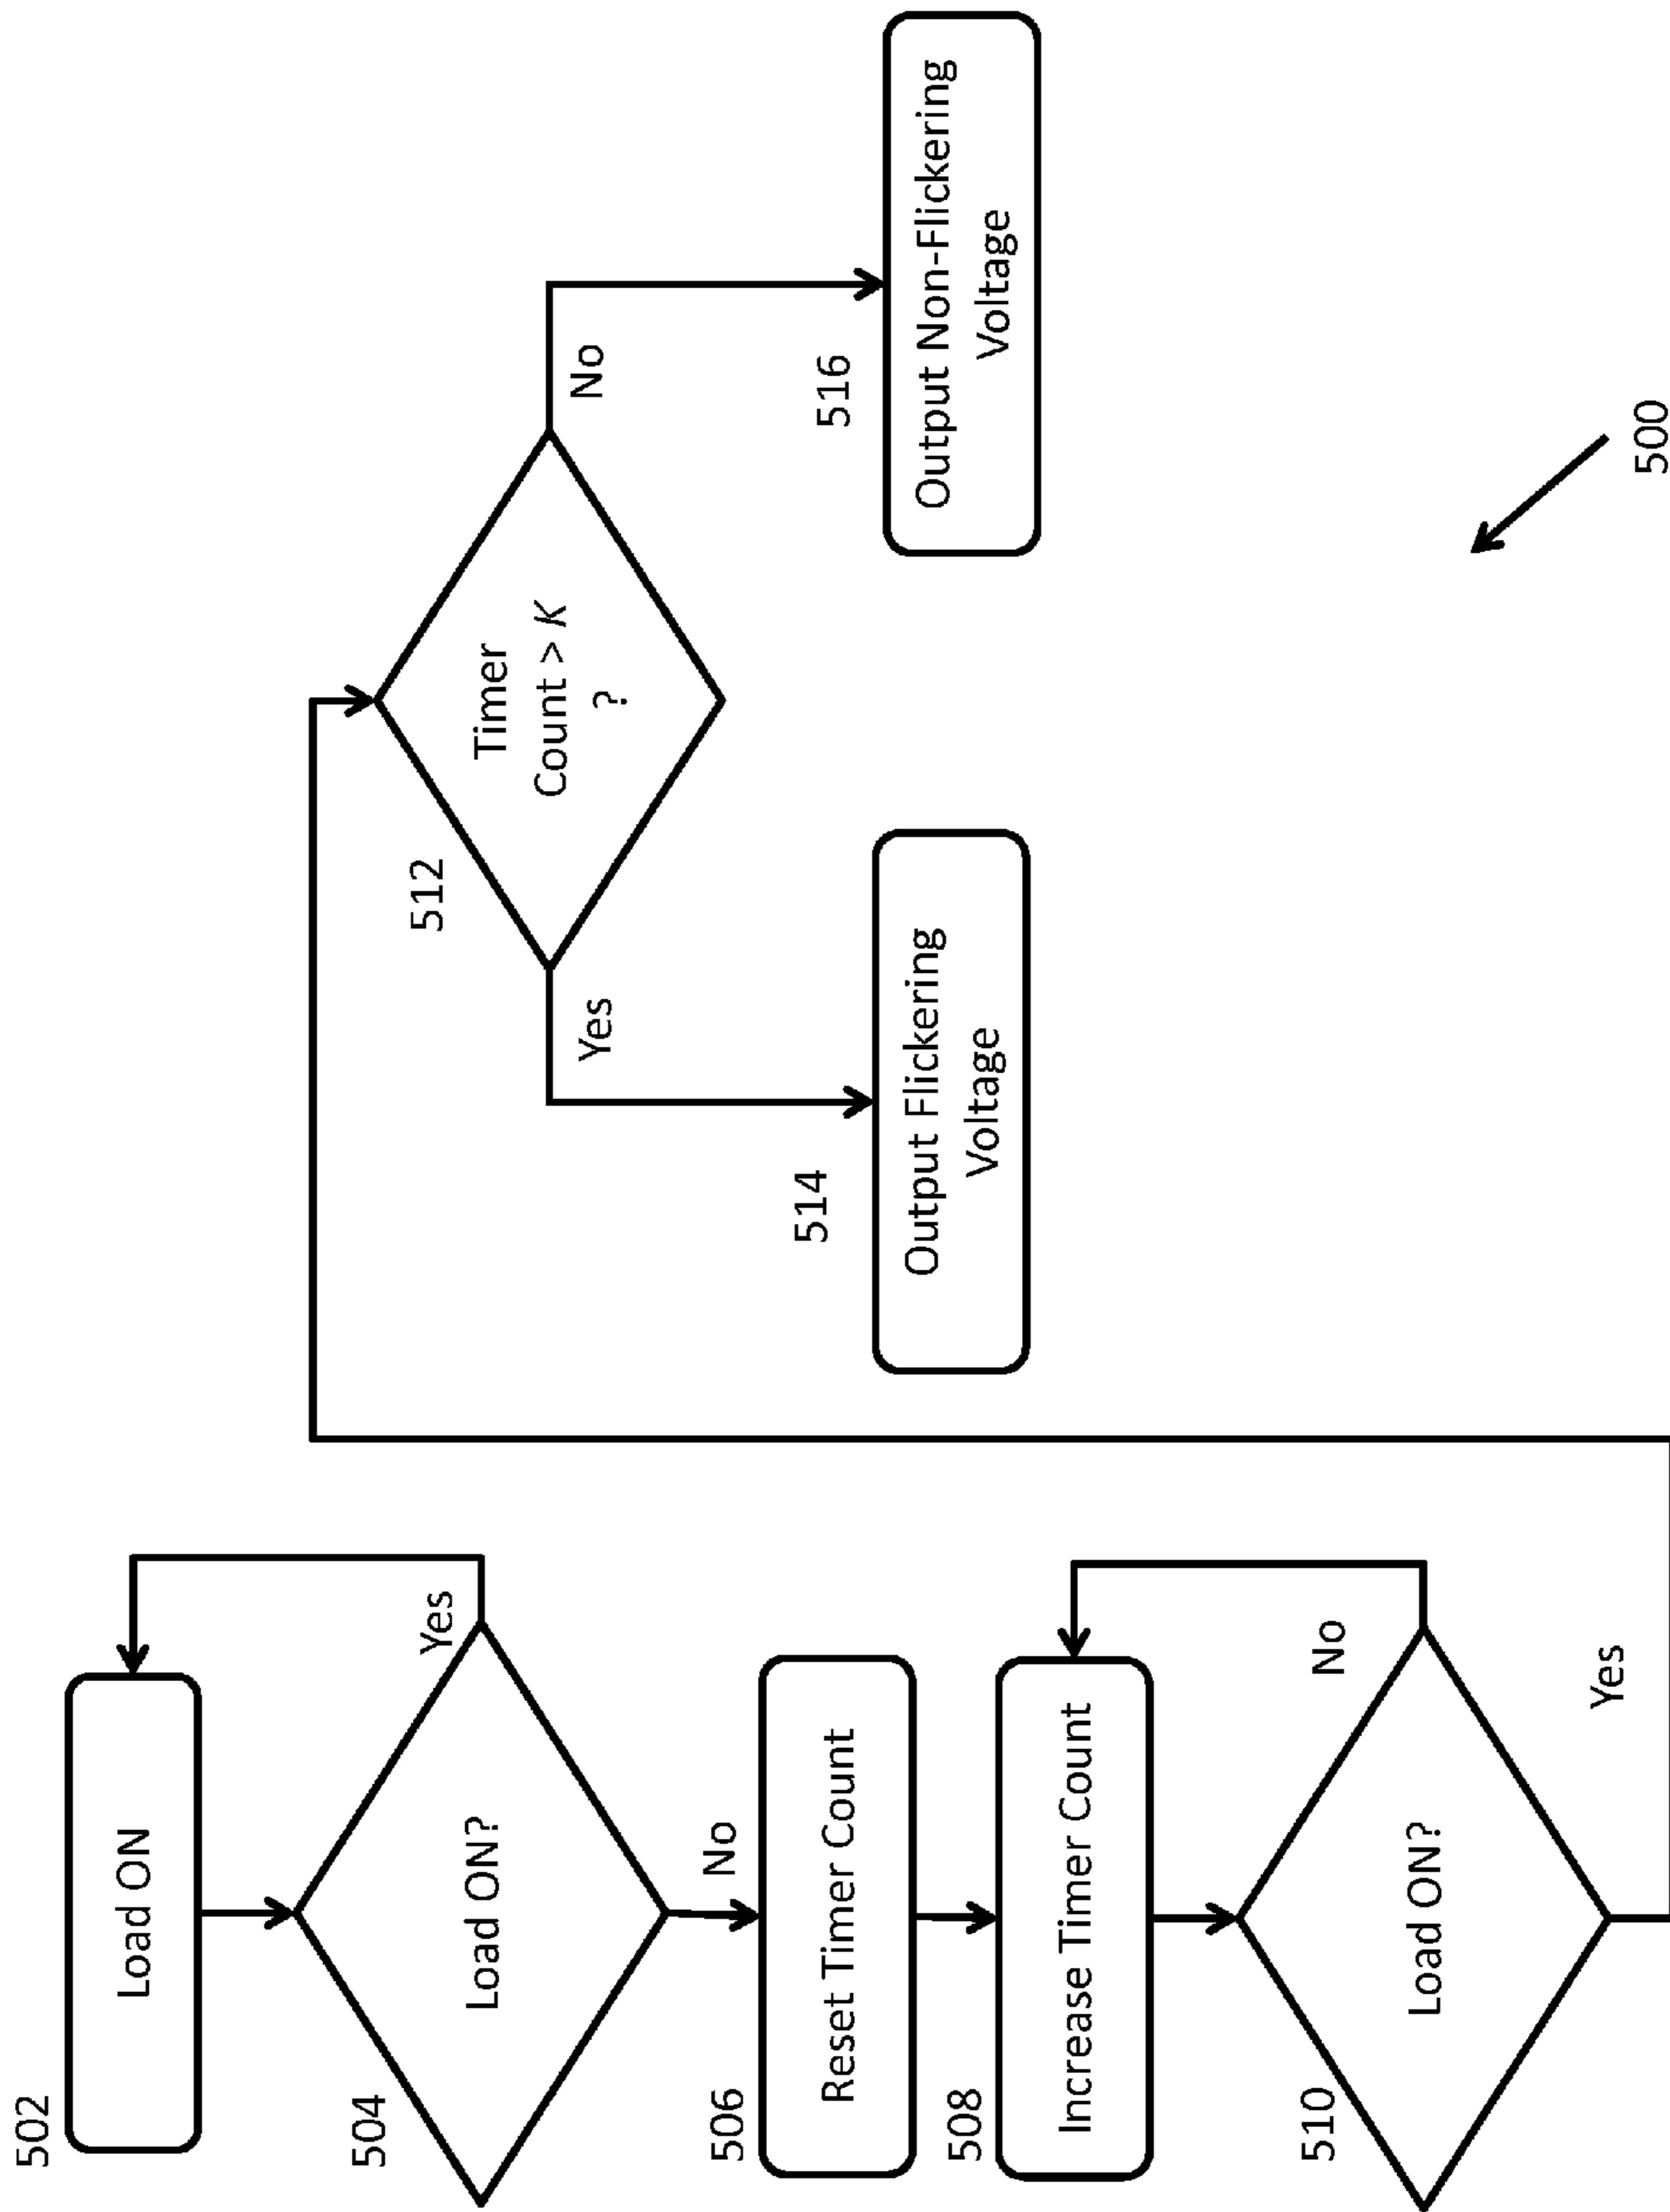 502
Load ON
504
Load ON?
Yes
No
506
Reset Timer Count
508
Increase Timer Count
510
Load ON?
No
Yes
512
Timer
Count > K
?
Yes
No
514
Output Flickering
Voltage
516
Output Non-Flickering
Voltage
500